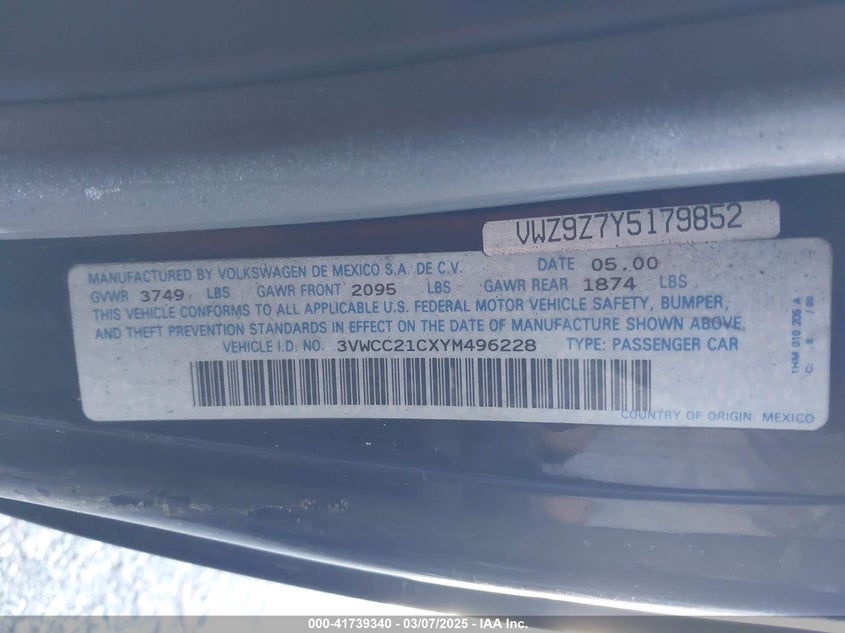 VWZ9Z7Y5179852
MANUFACTURED BY VOLKSWAGEN DE MEXICO S.A. DE C.V. DATE 05.00
GVWR 3749 LBS GAWR FRONT 2095 LBS GAWR REAR 1874 LBS
THIS VEHICLE CONFORMS TO ALL APPLICABLE U.S. FEDERAL MOTOR VEHICLE SAFETY, BUMPER,
AND THEFT PREVENTION STANDARDS IN EFFECT ON THE DATE OF MANUFACTURE SHOWN ABOVE.
VEHICLE I.D. NO. 3VWCC21CXYM496228 TYPE: PASSENGER CAR
COUNTRY OF ORIGIN: MEXICO
1HM 010 205 A
000-41739340 - 03/07/2025 - IAA Inc.